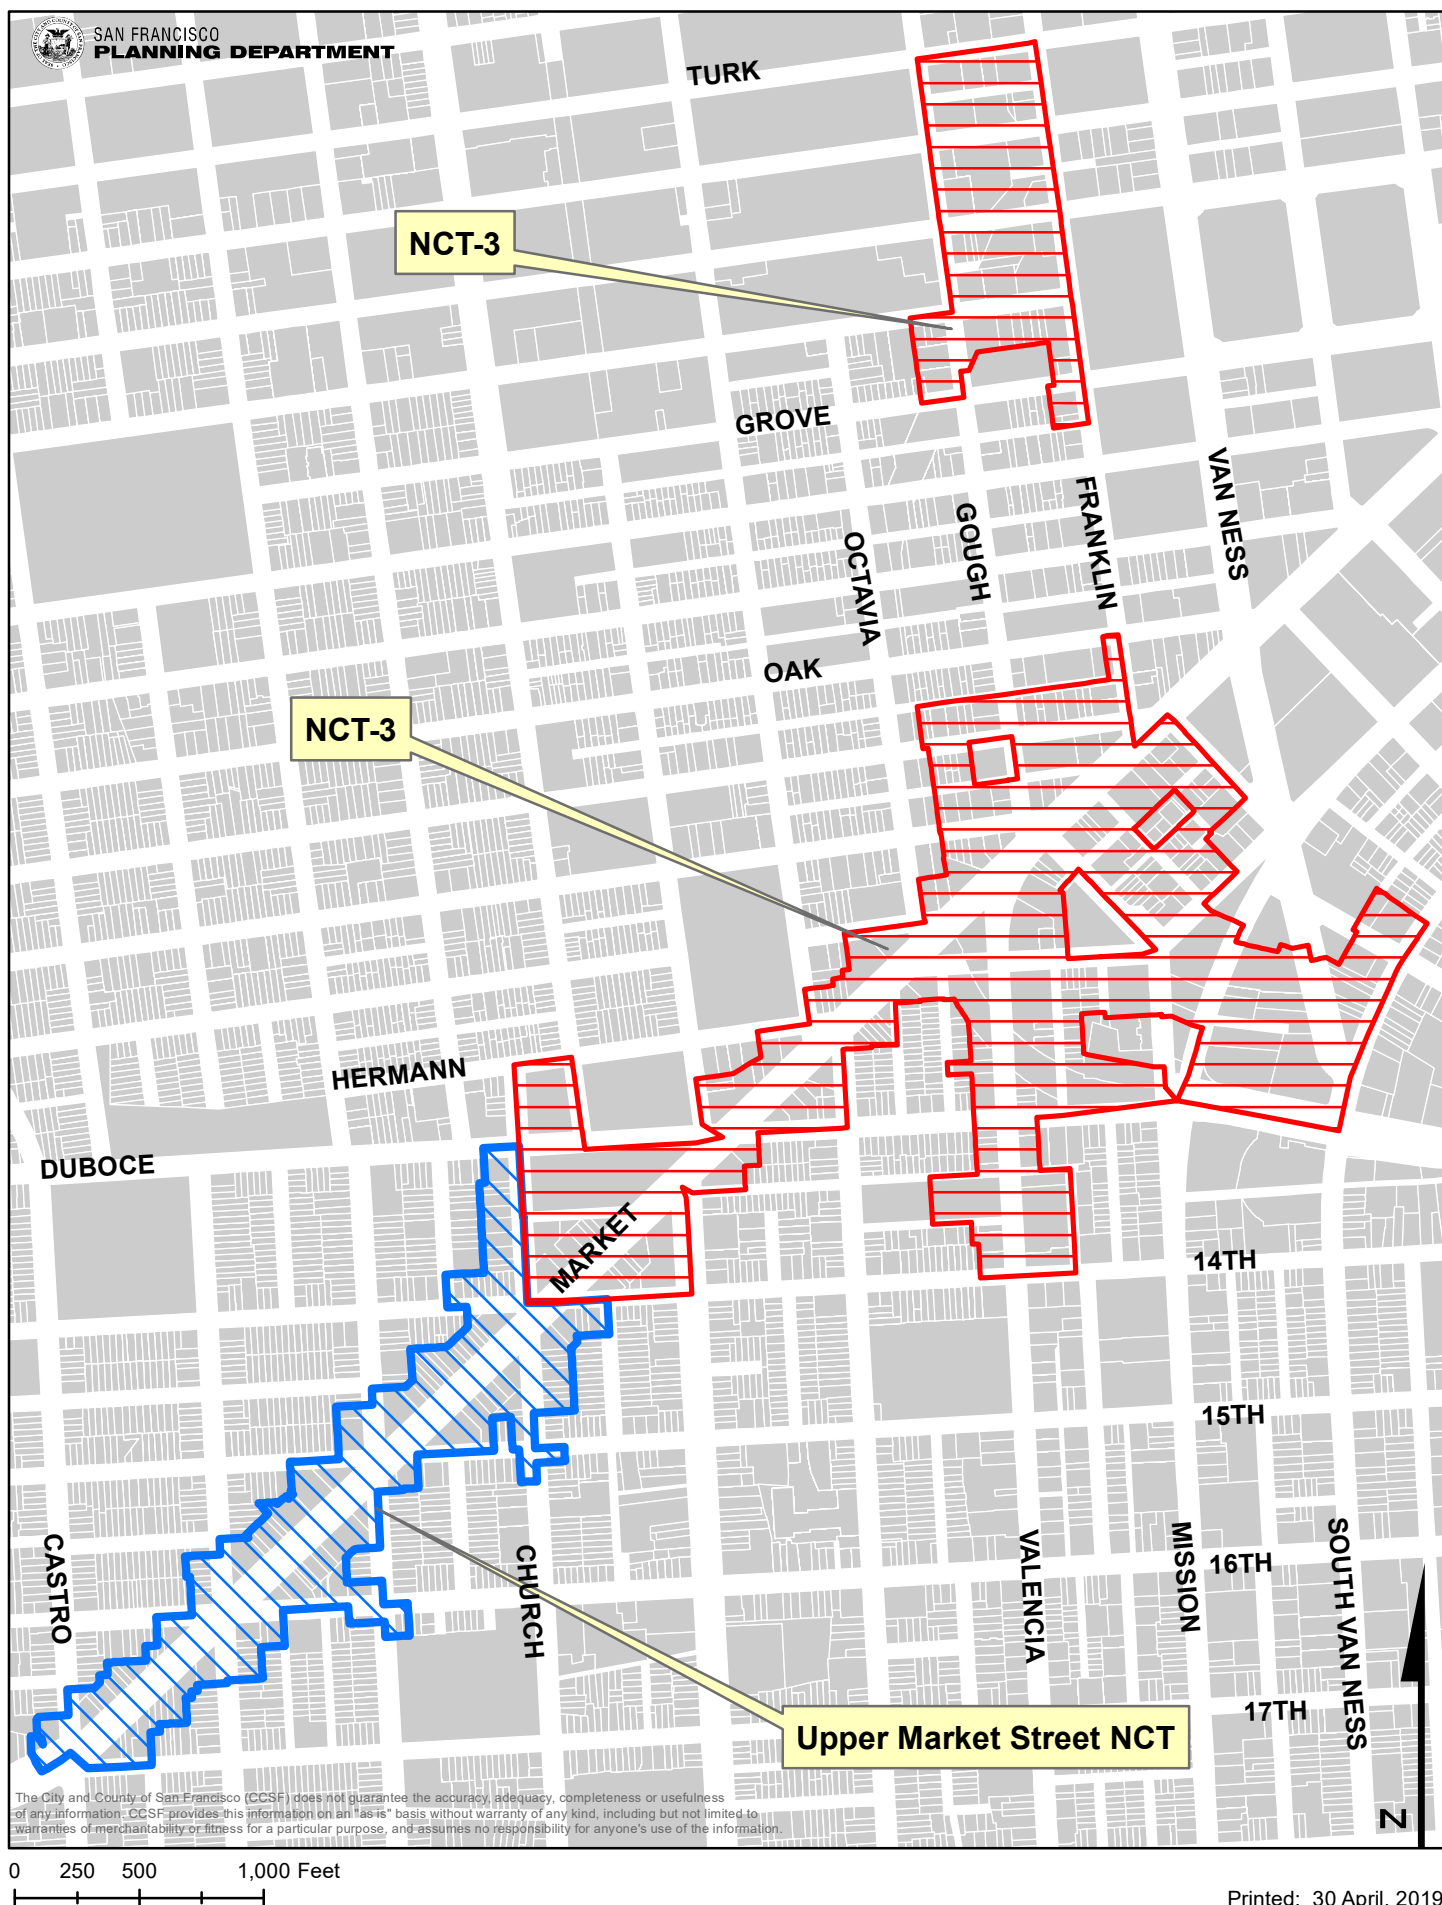 SAN FRANCISCO
PLANNING DEPARTMENT
TURK
NCT-3
GROVE
VAN NESS
FRANKLIN
GOUGH
OCTAVIA
OAK
NCT-3
HERMANN
DUBOCE
MARKET
14TH
15TH
CASTRO
CHURCH
VALENCIA
MISSION
16TH
SOUTH VAN NESS
17TH
Upper Market Street NCT
The City and County of San Francisco (CCSF) does not guarantee the accuracy, adequacy, completeness or usefulness
of any information. CCSF provides this information on an "as is" basis without warranty of any kind, including but not limited to
warranties of merchantability or fitness for a particular purpose, and assumes no responsibility for anyone's use of the information.
N
0 250 500 1,000 Feet
Printed: 30 April, 2019